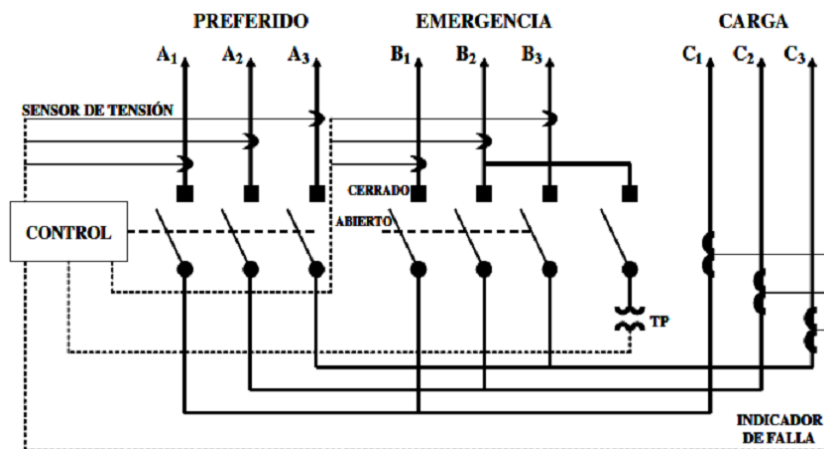 PREFERIDO EMERGENCIA CARGA
A1 A2 A3 B1 B2 B3 C1 C2 C3
SENSOR DE TENSIÓN
CERRADO
ABIERTO
CONTROL
TP
INDICADOR
DE FALLA